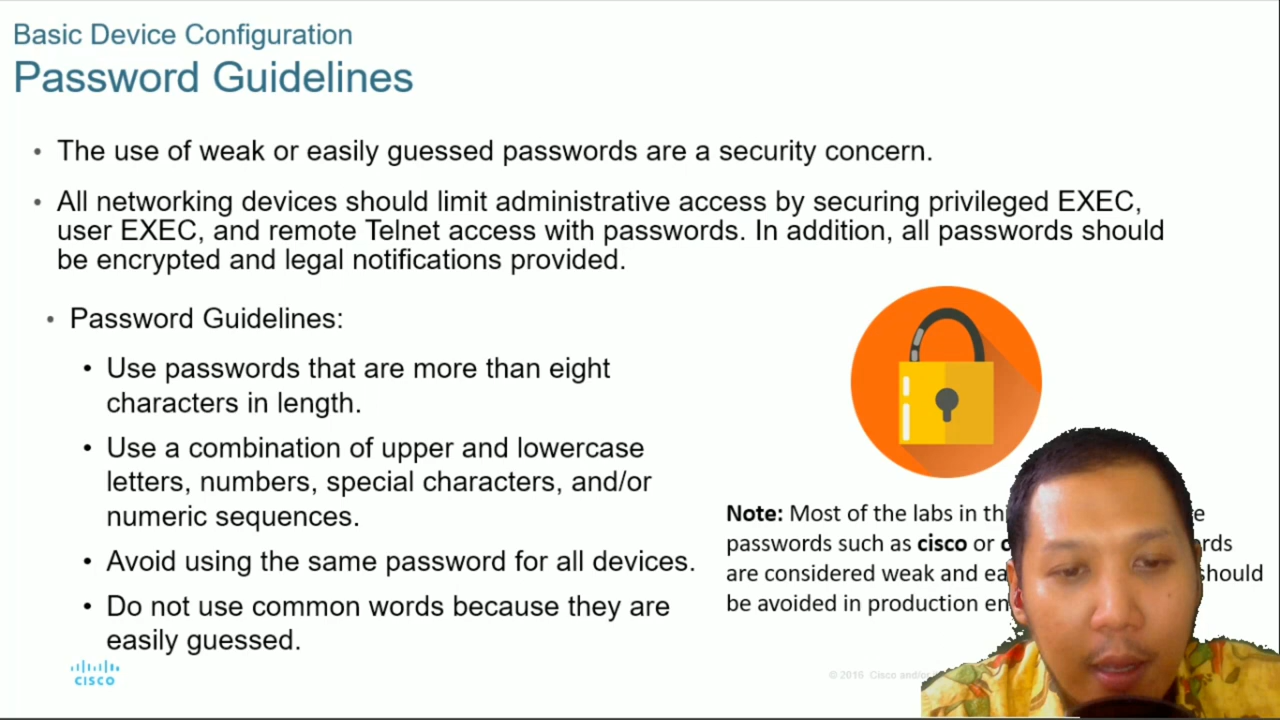 Basic Device Configuration
Password Guidelines
• The use of weak or easily guessed passwords are a security concern.
• All networking devices should limit administrative access by securing privileged EXEC,
user EXEC, and remote Telnet access with passwords. In addition, all passwords should
be encrypted and legal notifications provided.
• Password Guidelines:
• Use passwords that are more than eight
characters in length.
• Use a combination of upper and lowercase
letters, numbers, special characters, and/or
numeric sequences.
• Avoid using the same password for all devices.
• Do not use common words because they are
easily guessed.
Note: Most of the labs in
passwords such as cisco or
are considered weak and should
be avoided in production
CISCO
© 2016 Cisco